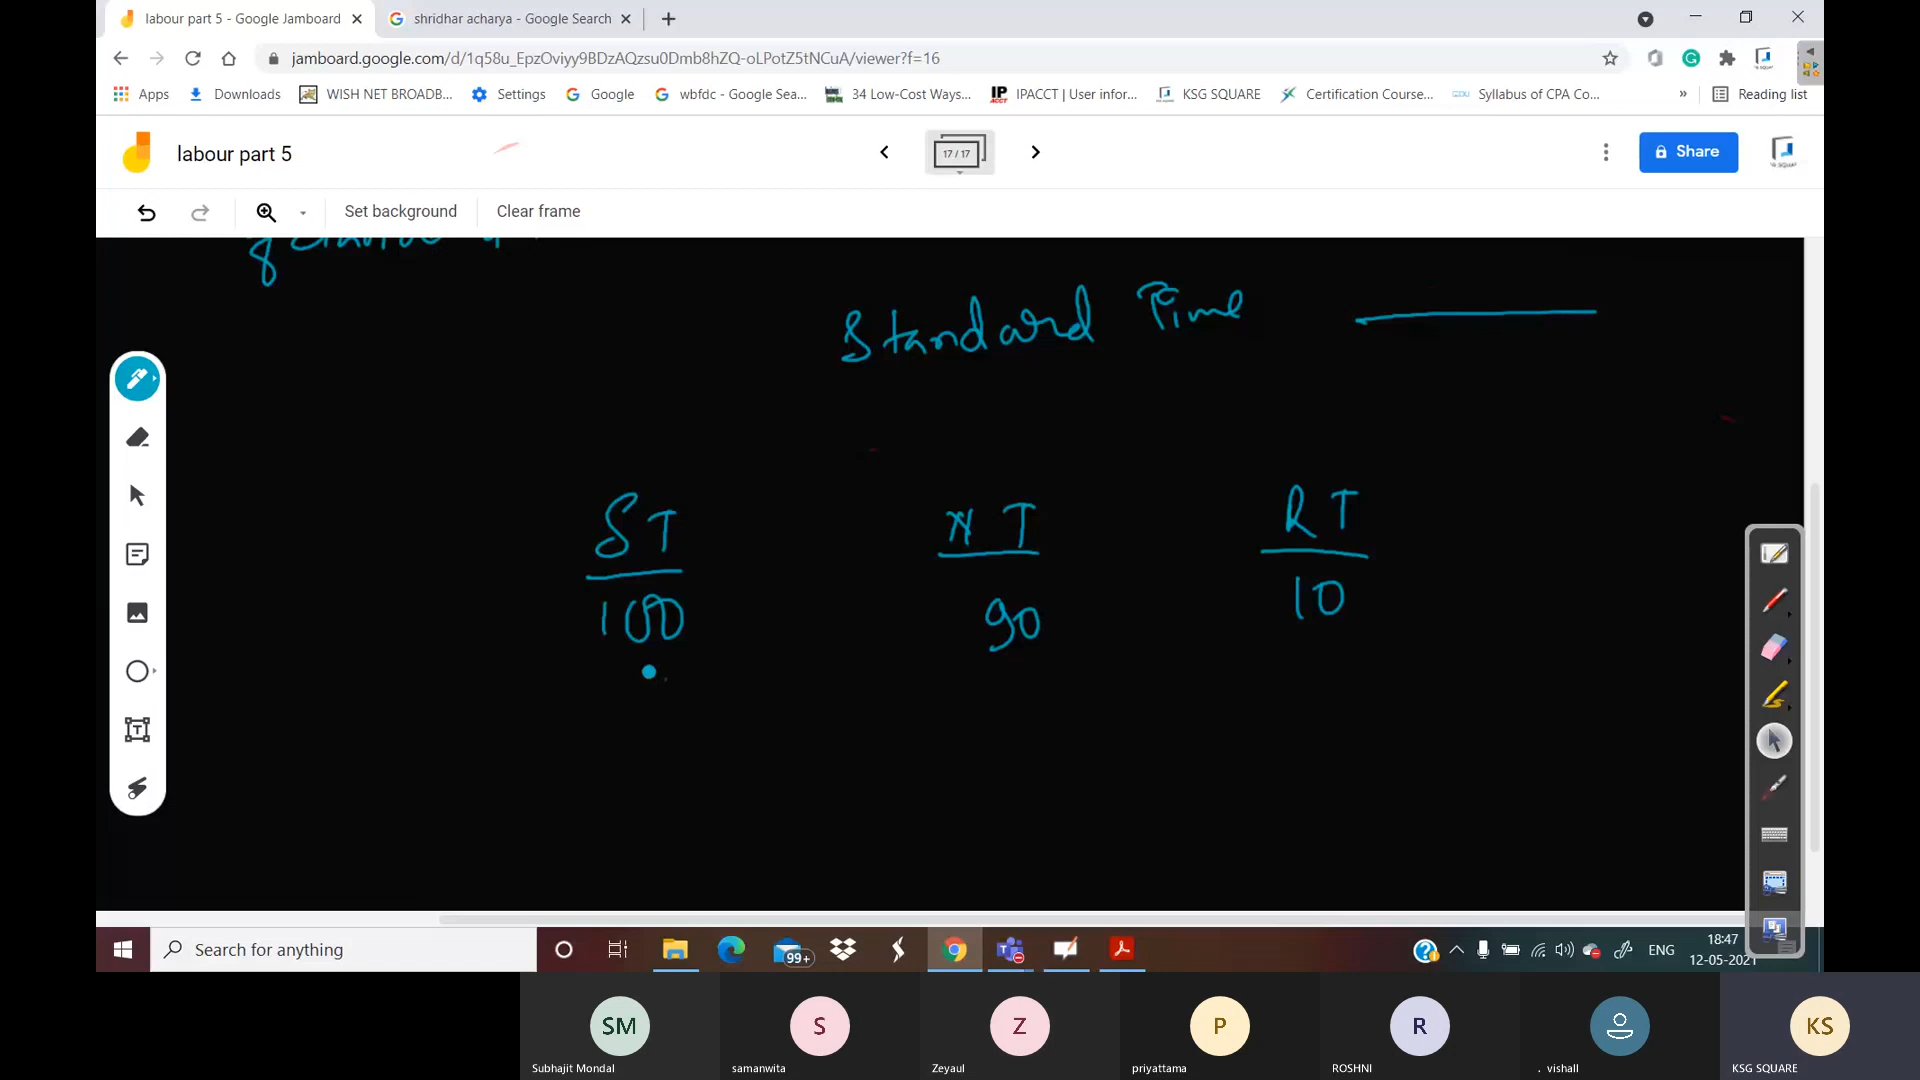 labour part 5 - Google Jamboard
shridhar acharya - Google Search
jamboard.google.com/d/1q58u_EpzOviyy9BDzAQzsu0Dmb8hZQ-oLPotZ5tNCuA/viewer?f=16
Apps Downloads WISH NET BROADB... Settings Google wbfdc - Google Sea... 34 Low-Cost Ways... IPACCT | User infor... KSG SQUARE Certification Course... Syllabus of CPA Co... » Reading list
labour part 5
17 / 17
Share
Set background Clear frame
Standard Time
ST NT RT
100 90 10
Search for anything
99+
ENG
18:47
12-05-2021
SM S Z P R KS
Subhajit Mondal samanwita Zeyaul priyattama ROSHNI . vishall KSG SQUARE